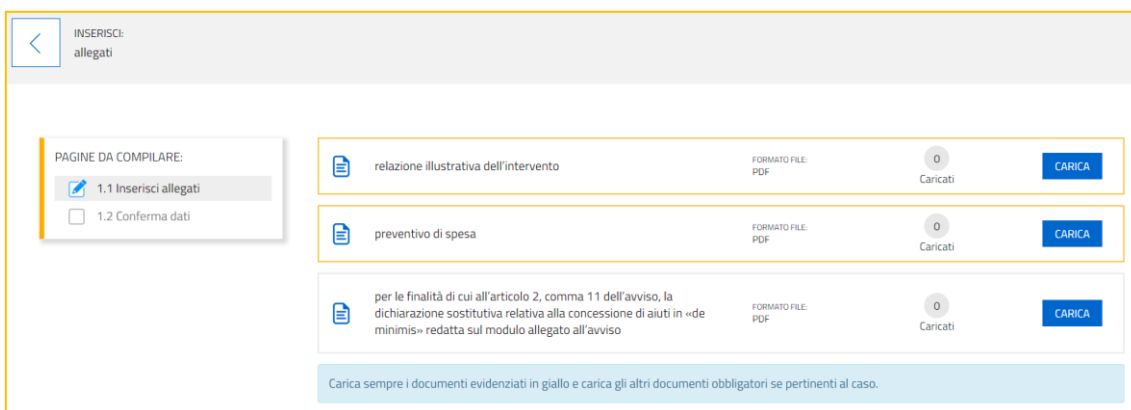 INSERISCI:
allegati
PAGINE DA COMPILARE:
1.1 Inserisci allegati
1.2 Conferma dati
relazione illustrativa dell'intervento
FORMATO FILE:
PDF
0
Caricati
CARICA
preventivo di spesa
FORMATO FILE:
PDF
0
Caricati
CARICA
per le finalità di cui all'articolo 2, comma 11 dell'avviso, la
dichiarazione sostitutiva relativa alla concessione di aiuti in «de
minimis» redatta sul modulo allegato all'avviso
FORMATO FILE:
PDF
0
Caricati
CARICA
Carica sempre i documenti evidenziati in giallo e carica gli altri documenti obbligatori se pertinenti al caso.